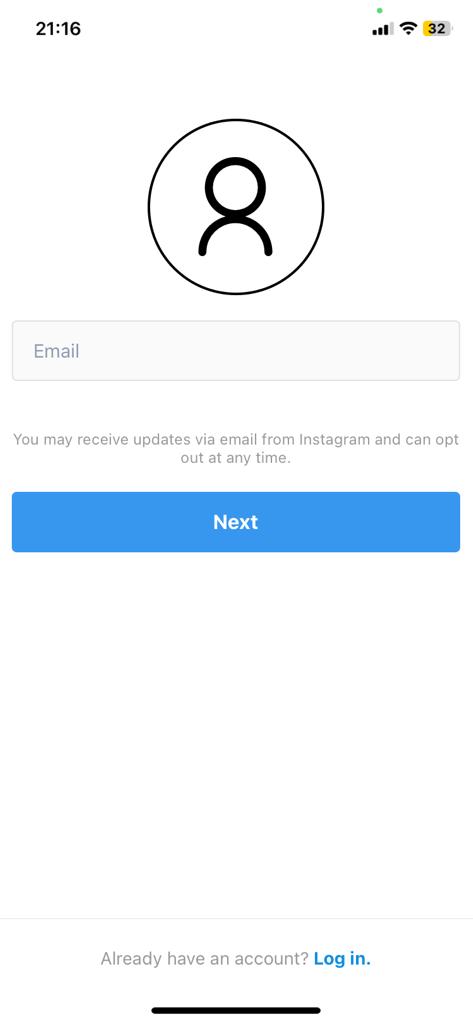 21:16
32
Email
You may receive updates via email from Instagram and can opt
out at any time.
Next
Already have an account? Log in.